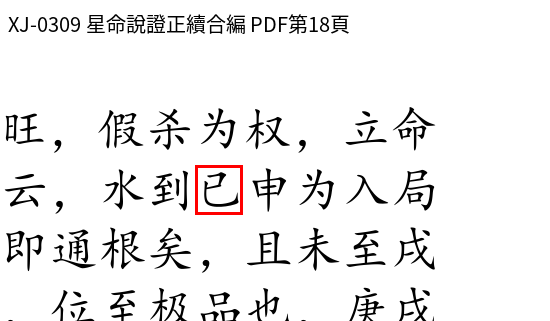 XJ-0309 星命說證正續合編 PDF第18頁
旺，假杀为权，立命
云，水到已申为入局
即通根矣，且未至戌
，位至极品也，庚戌